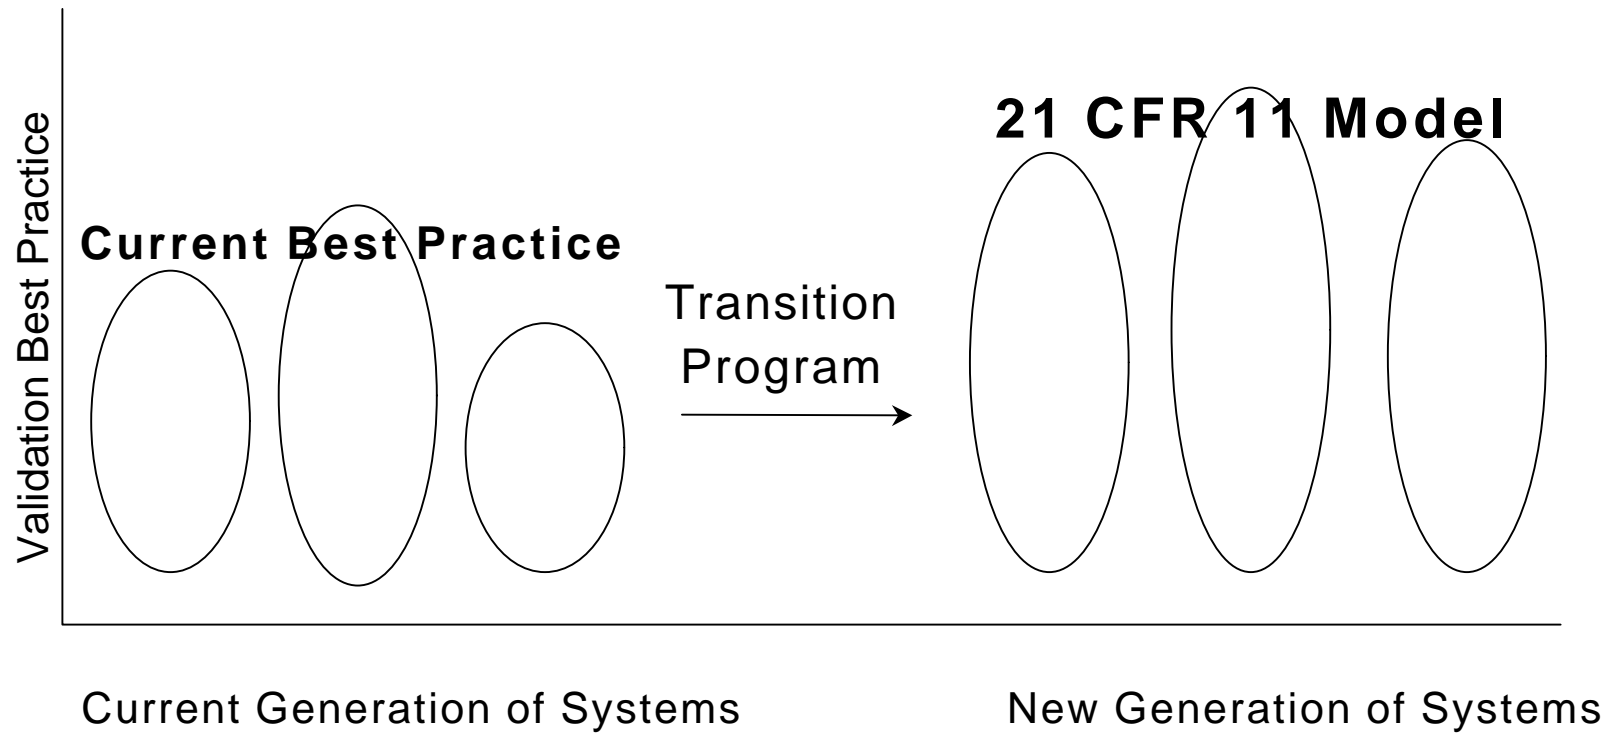 Validation Best Practice
Current Best Practice
21 CFR 11 Model
Transition
Program
Current Generation of Systems
New Generation of Systems